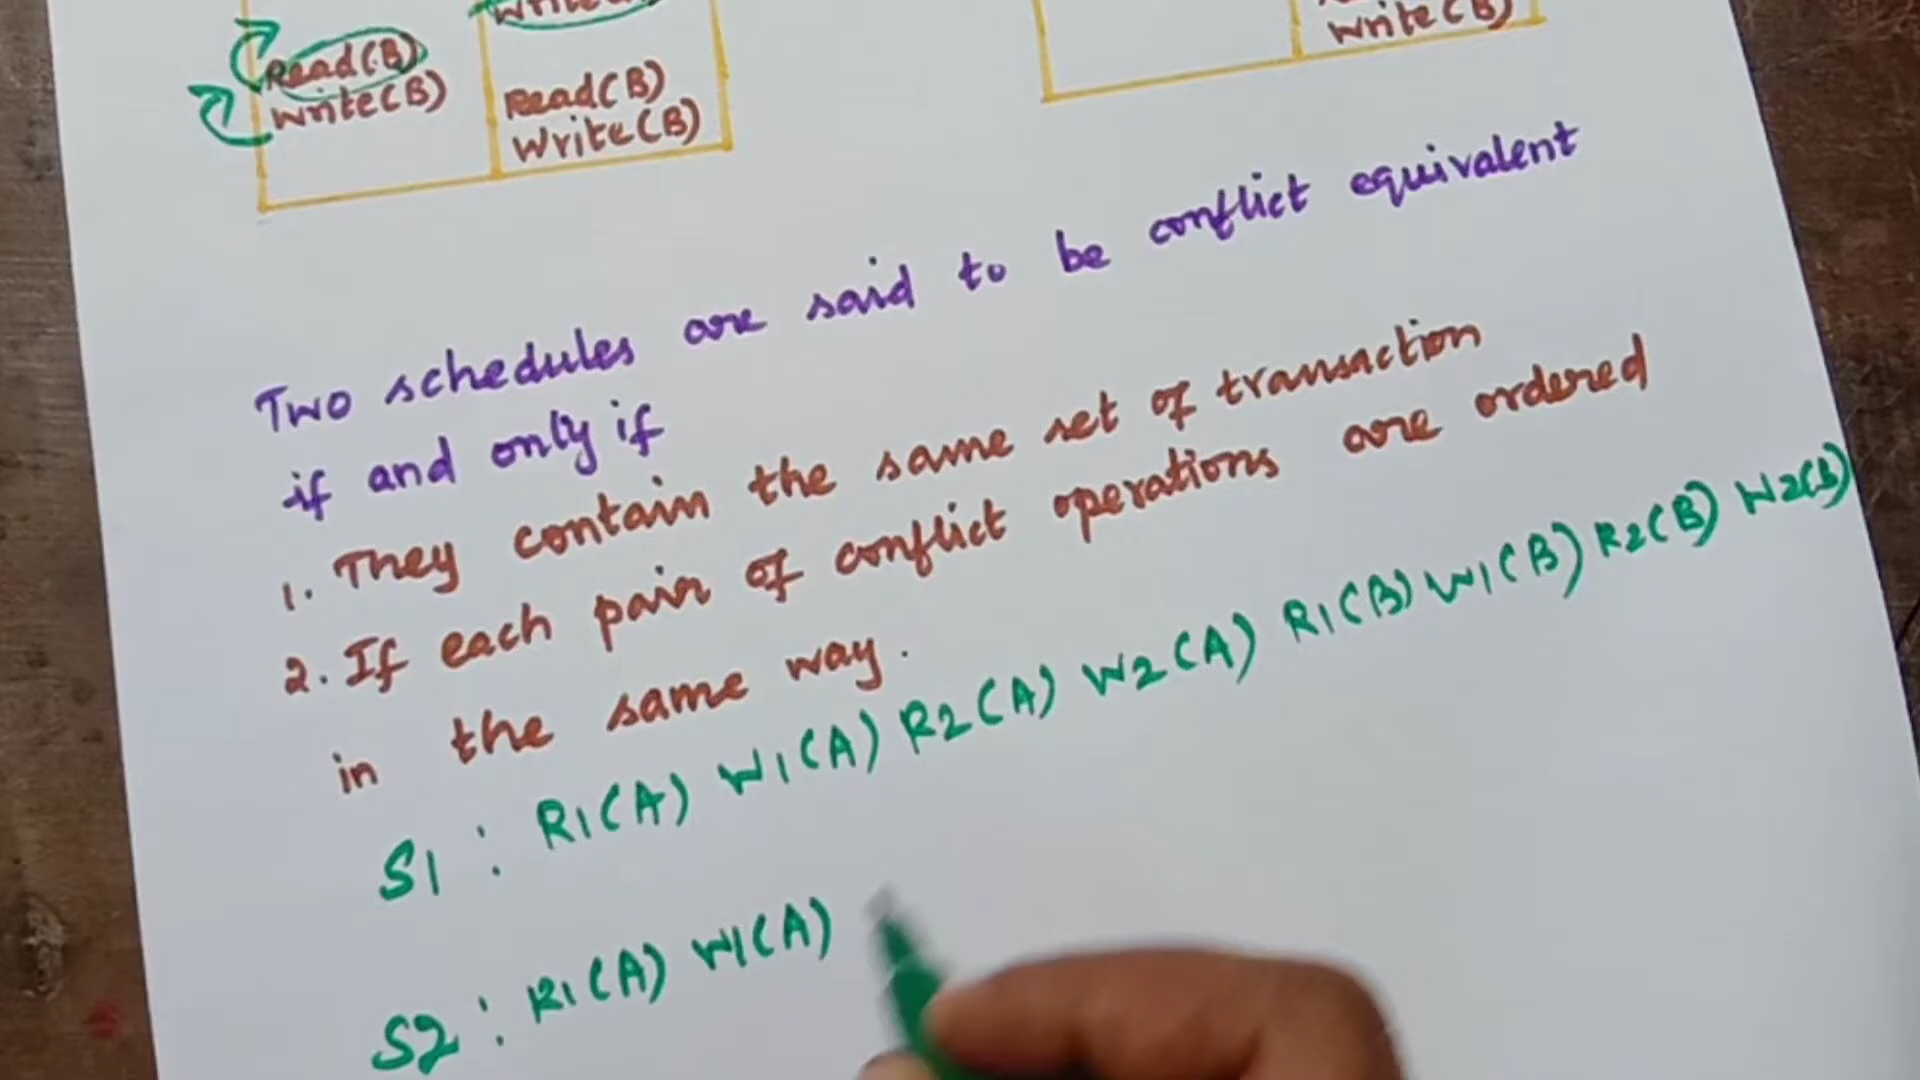 Read(B)
Write(B)
Read(B)
Write(B)
Write(B)
Two schedules are said to be conflict equivalent
if and only if
1. They contain the same set of transaction
2. If each pair of conflict operations are ordered
in the same way.
S1 : R1(A) W1(A) R2(A) W2(A) R1(B) W1(B) R2(B) W2(B)
S2 : R1(A) W1(A)